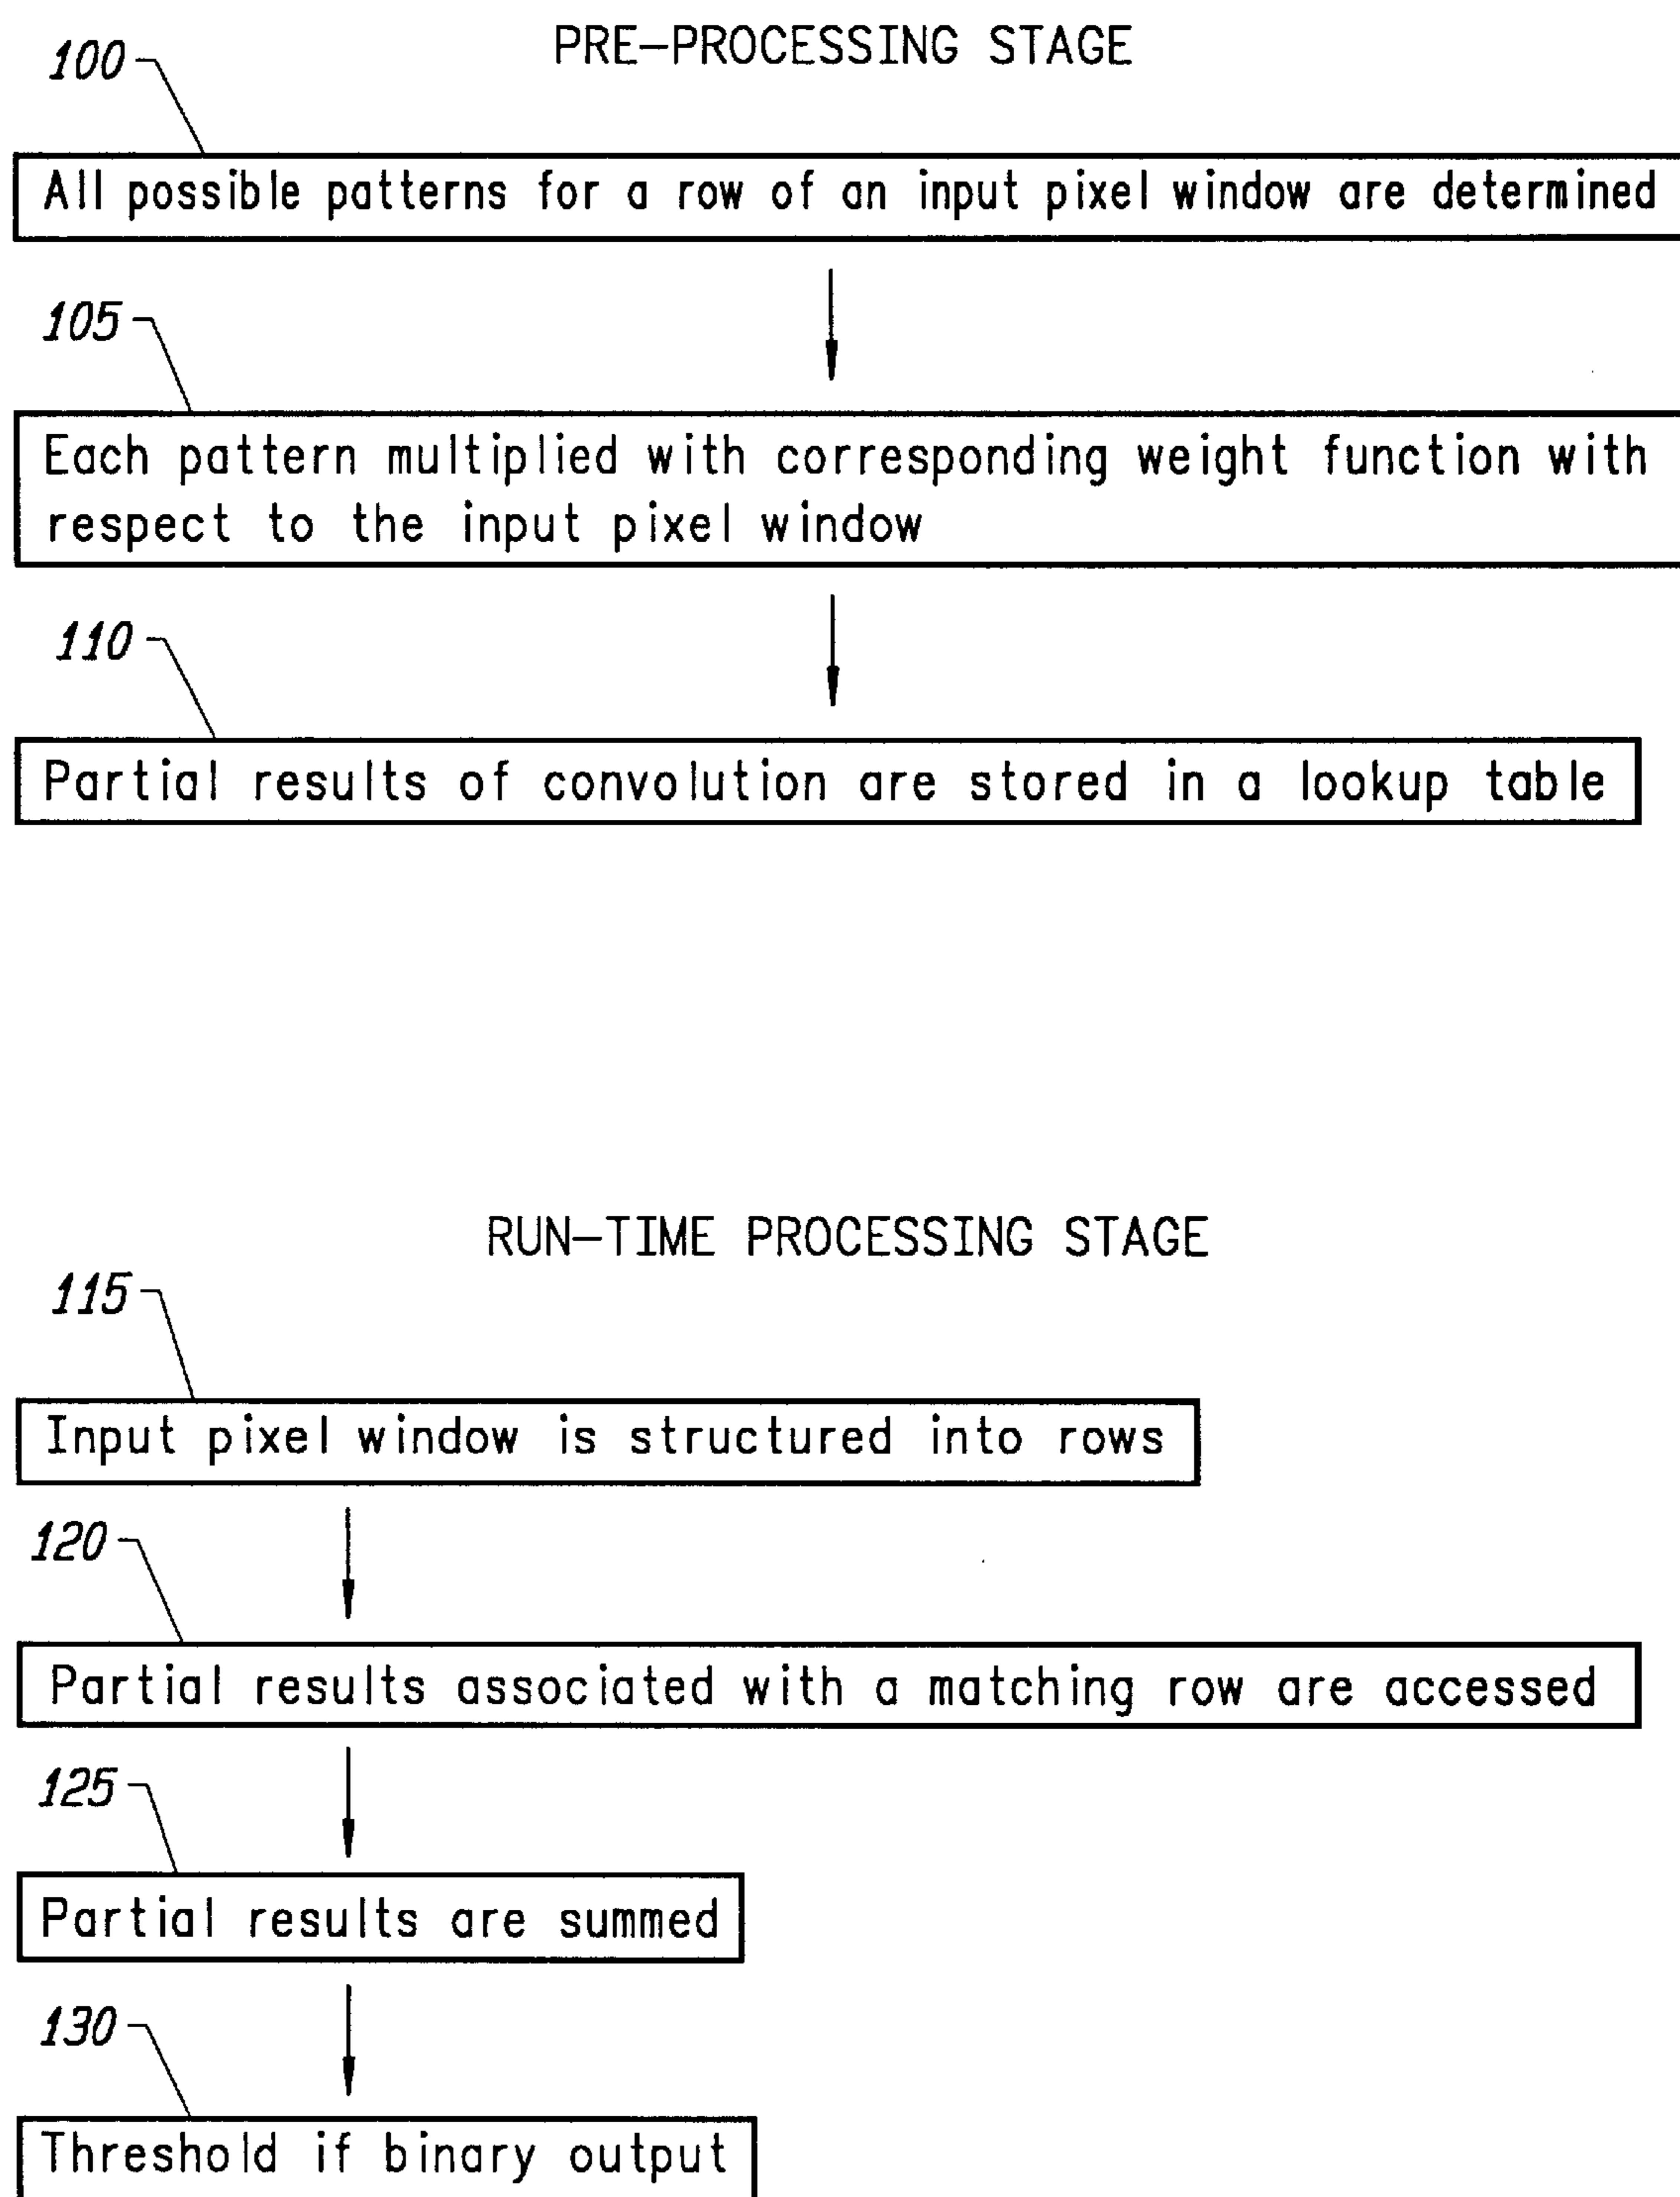 PRE-PROCESSING STAGE
100
All possible patterns for a row of an input pixel window are determined
105
Each pattern multiplied with corresponding weight function with
respect to the input pixel window
110
Partial results of convolution are stored in a lookup table
RUN-TIME PROCESSING STAGE
115
Input pixel window is structured into rows
120
Partial results associated with a matching row are accessed
125
Partial results are summed
130
Threshold if binary output